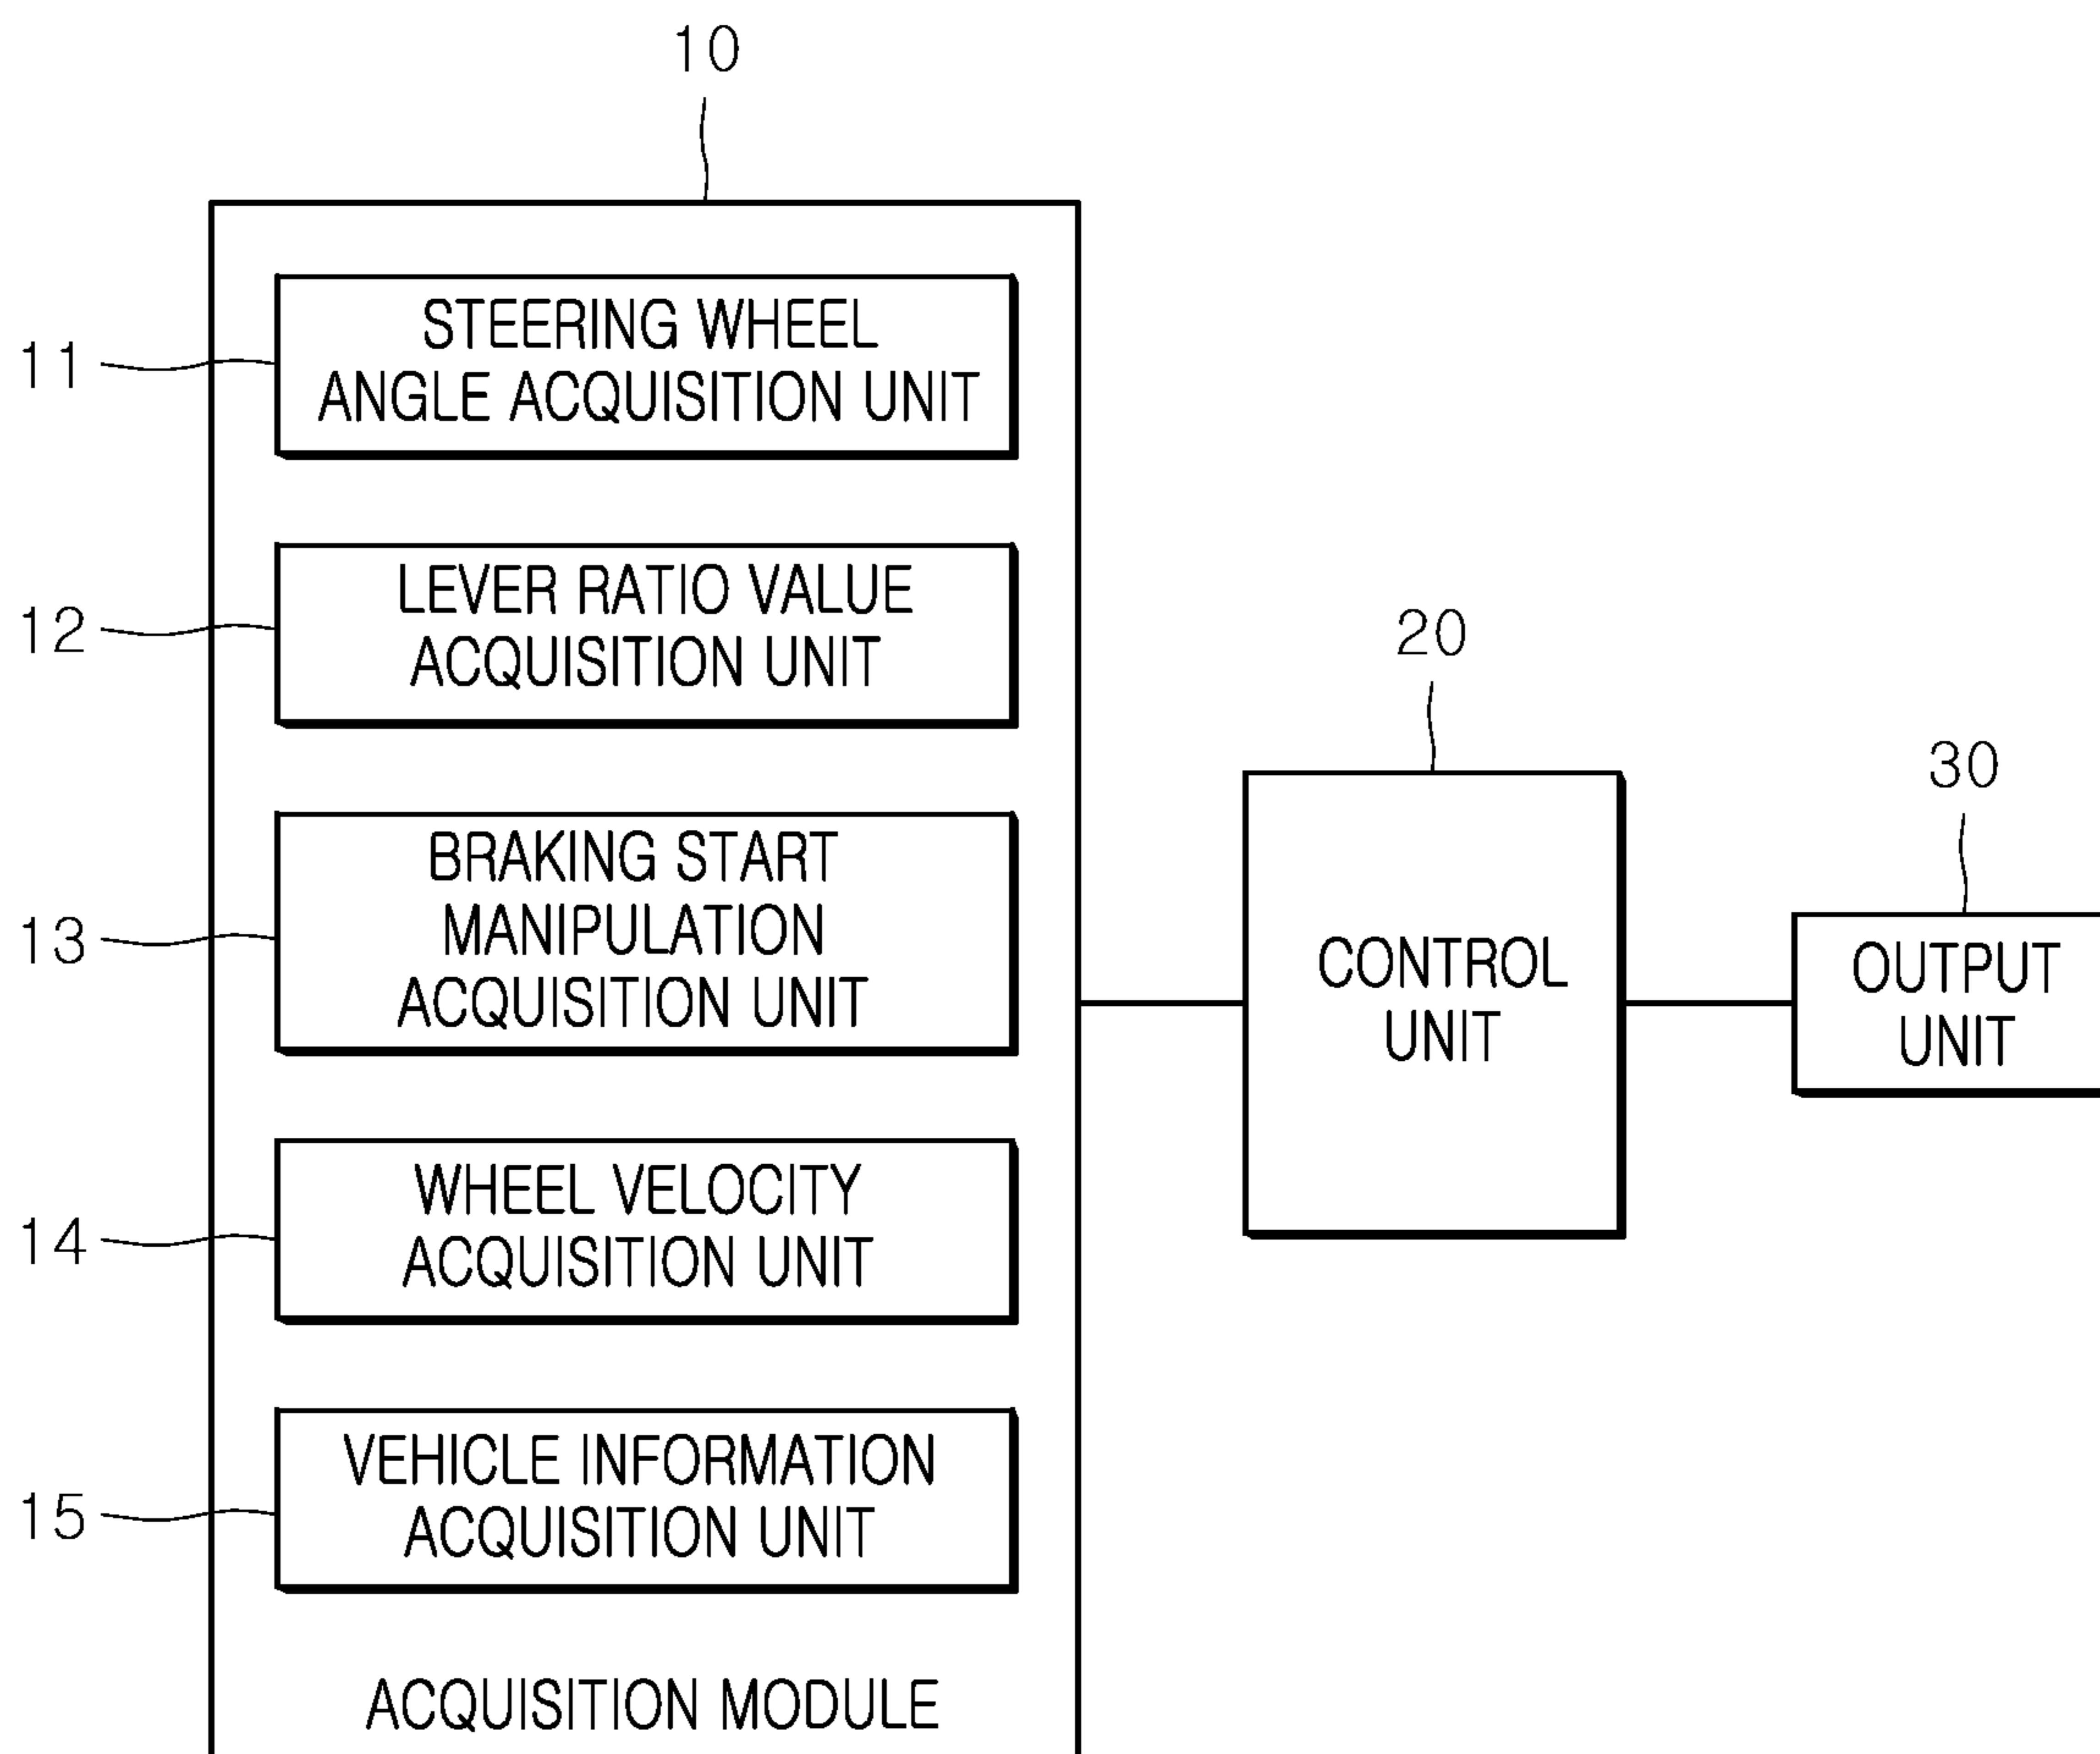 10
11
STEERING WHEEL
ANGLE ACQUISITION UNIT
12
LEVER RATIO VALUE
ACQUISITION UNIT
13
BRAKING START
MANIPULATION
ACQUISITION UNIT
14
WHEEL VELOCITY
ACQUISITION UNIT
15
VEHICLE INFORMATION
ACQUISITION UNIT
ACQUISITION MODULE
20
CONTROL
UNIT
30
OUTPUT
UNIT